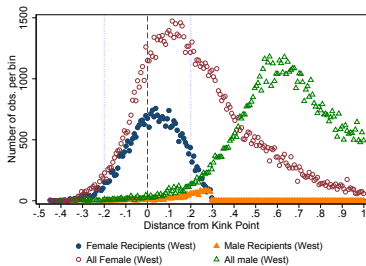 Number of obs. per bin
1500
1000
500
0
-.5 -.4 -.3 -.2 -.1 0 .1 .2 .3 .4 .5 .6 .7 .8 .9 1
Distance from Kink Point
Female Recipients (West) Male Recipients (West)
All Female (West) All male (West)